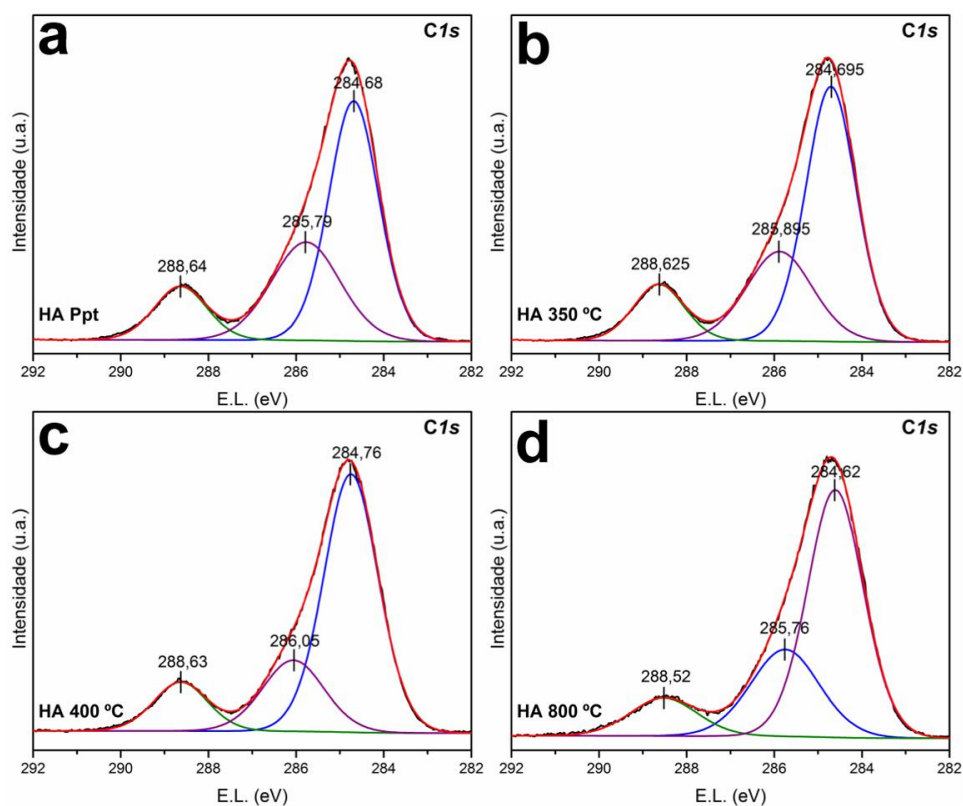 a
C1s
284,68
285,79
288,64
HA Ppt
Intensidade (u.a.)
292 290 288 286 284 282
E.L. (eV)
b
C1s
284,695
285,895
288,625
HA 350 ºC
Intensidade (u.a.)
292 290 288 286 284 282
E.L. (eV)
c
C1s
284,76
286,05
288,63
HA 400 ºC
Intensidade (u.a.)
292 290 288 286 284 282
E.L. (eV)
d
C1s
284,62
285,76
288,52
HA 800 ºC
Intensidade (u.a.)
292 290 288 286 284 282
E.L. (eV)